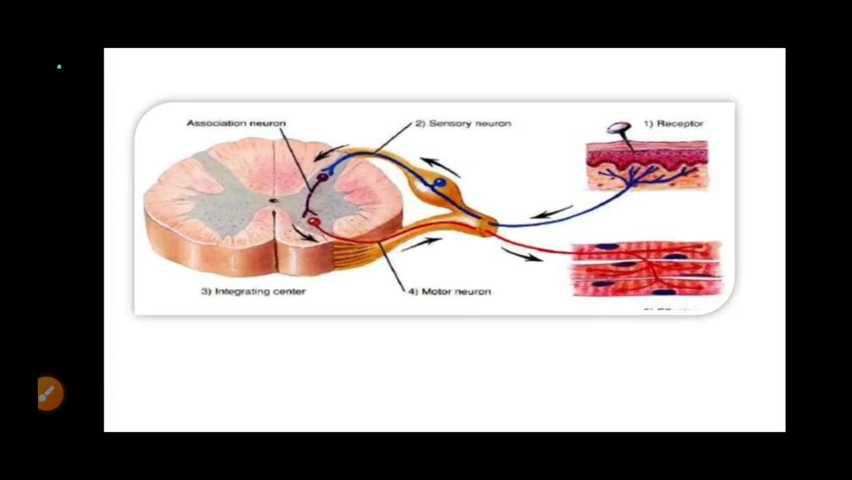 Association neuron
2) Sensory neuron
1) Receptor
3) Integrating center
4) Motor neuron